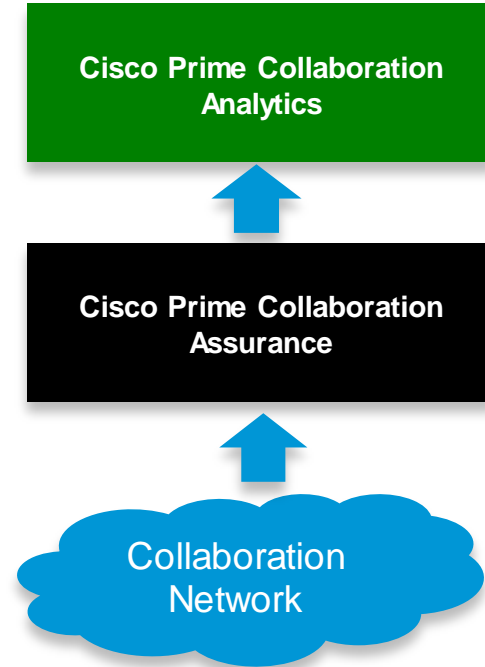 Cisco Prime Collaboration
Analytics
Cisco Prime Collaboration
Assurance
Collaboration
Network